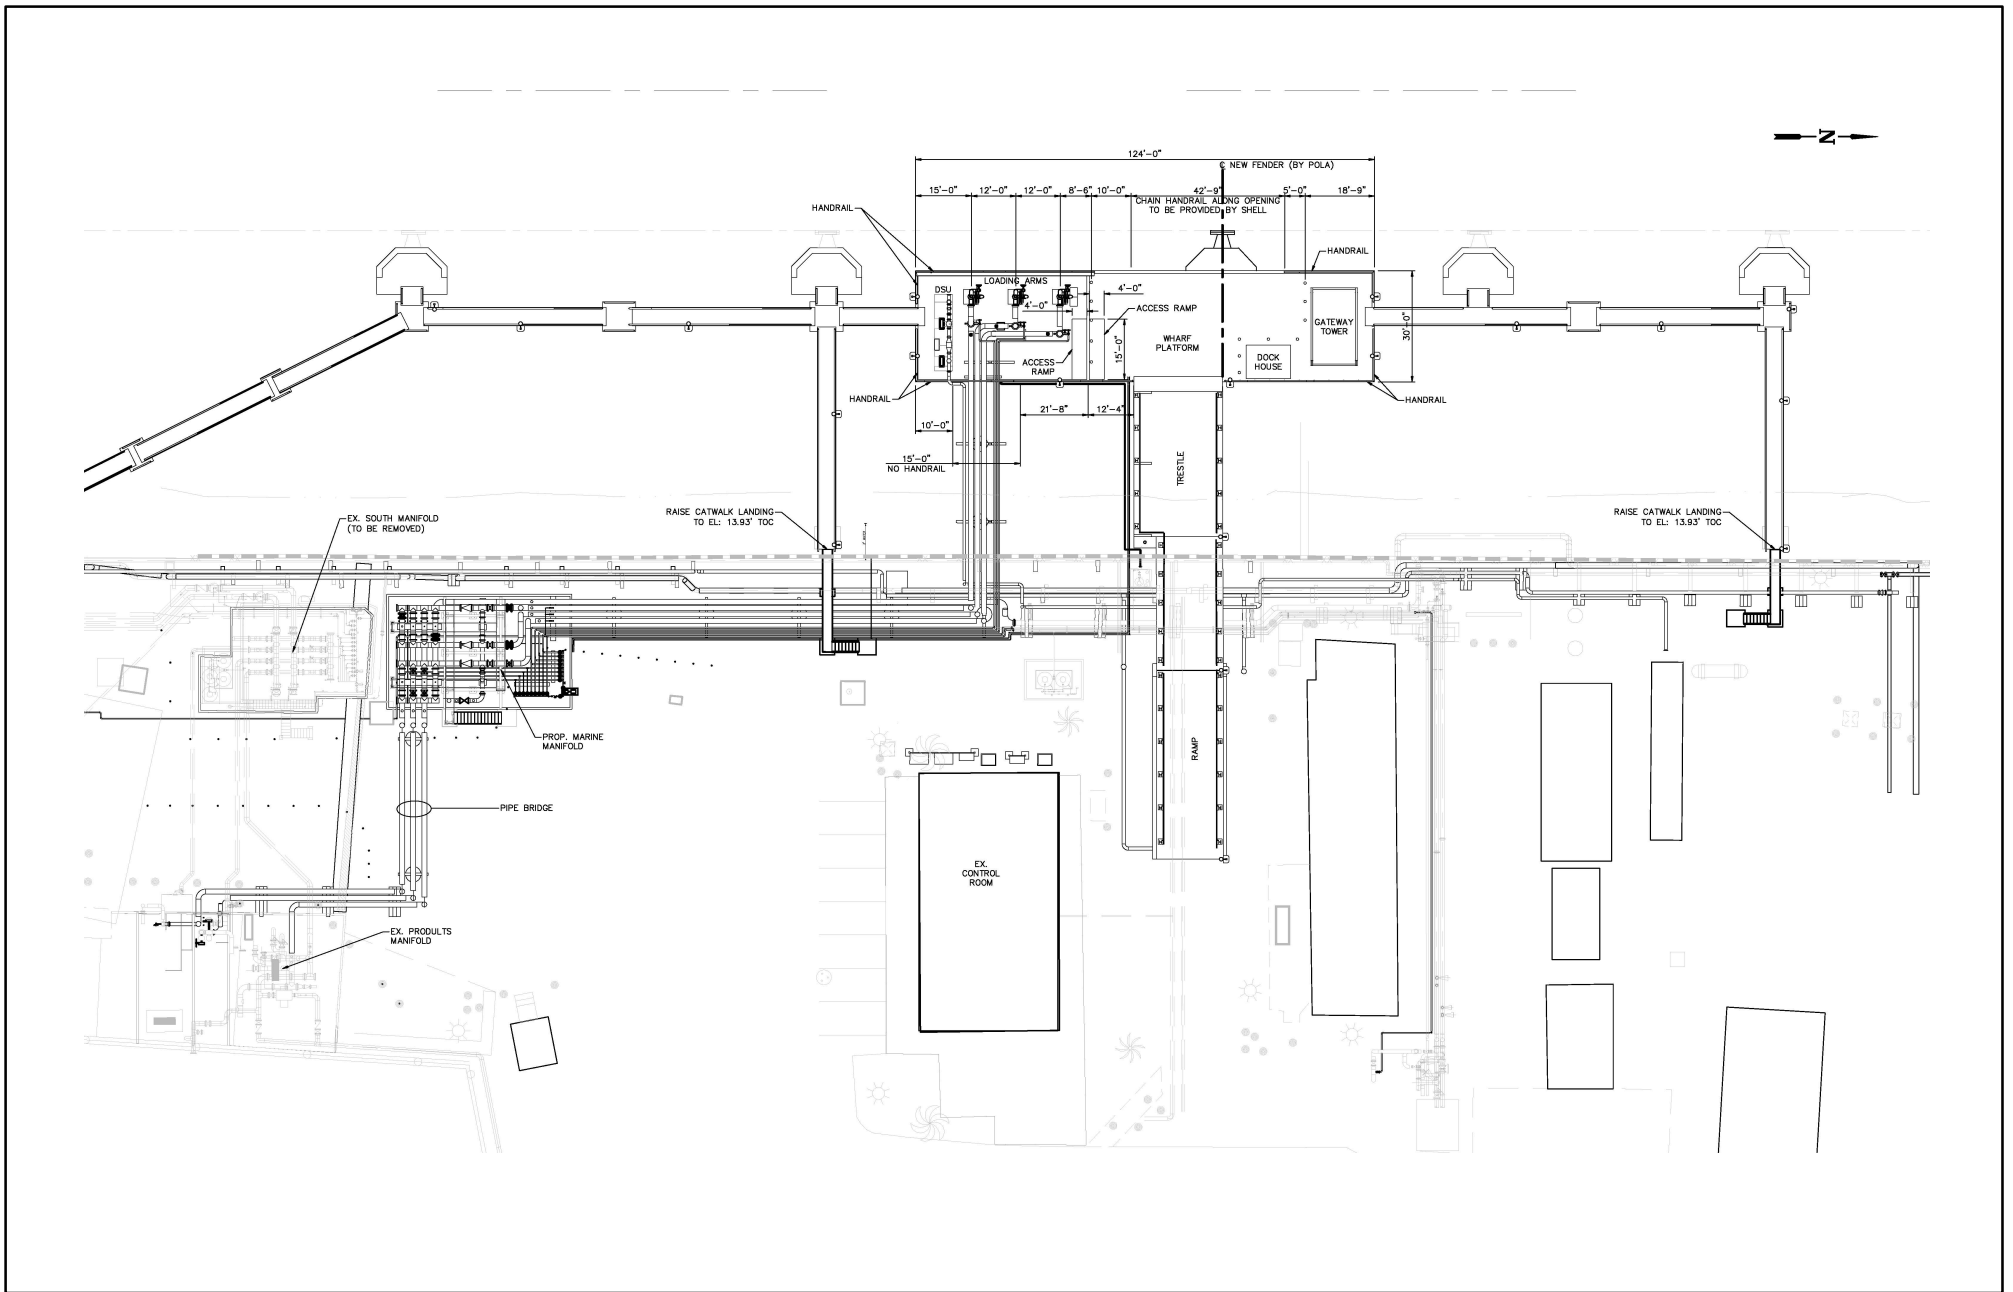 N
124'-0"
℄ NEW FENDER (BY POLA)
15'-0"
12'-0"
12'-0"
8'-6"
10'-0"
42'-9"
5'-0"
18'-9"
CHAIN HANDRAIL ALONG OPENING
TO BE PROVIDED BY SHELL
HANDRAIL
HANDRAIL
LOADING ARMS
DSU
4'-0"
4'-0"
ACCESS RAMP
15'-0"
ACCESS
RAMP
WHARF
PLATFORM
GATEWAY
TOWER
30'-0"
DOCK
HOUSE
HANDRAIL
HANDRAIL
21'-8"
12'-4"
10'-0"
15'-0"
NO HANDRAIL
TRESTLE
RAISE CATWALK LANDING
TO EL: 13.93' TOC
RAISE CATWALK LANDING
TO EL: 13.93' TOC
EX. SOUTH MANIFOLD
(TO BE REMOVED)
PROP. MARINE
MANIFOLD
RAMP
PIPE BRIDGE
EX.
CONTROL
ROOM
EX. PRODULTS
MANIFOLD